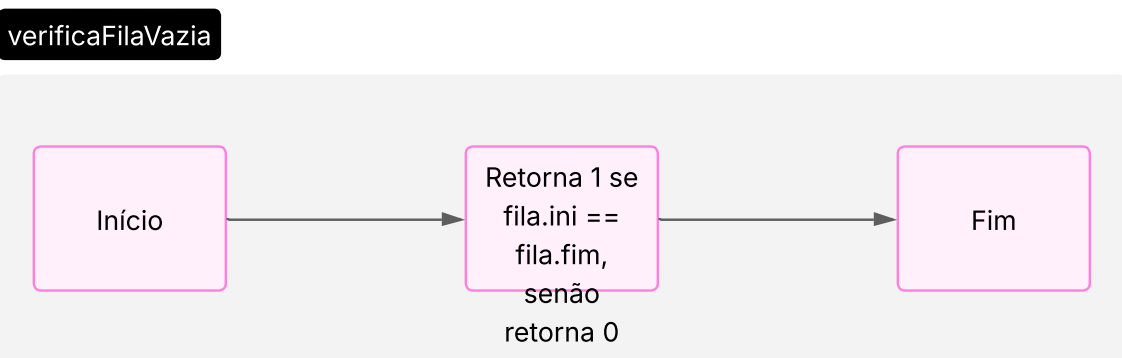 verificaFilaVazia
Início
Retorna 1 se
fila.ini ==
fila.fim,
senão
retorna 0
Fim